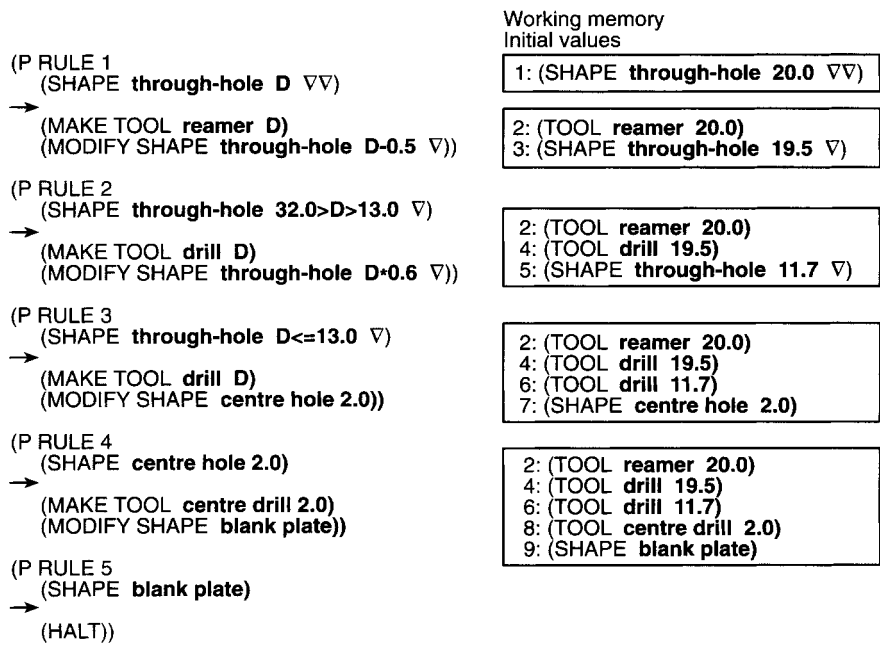 (P RULE 1
(SHAPE through-hole D ∇∇)
→
(MAKE TOOL reamer D)
(MODIFY SHAPE through-hole D-0.5 ∇))
(P RULE 2
(SHAPE through-hole 32.0>D>13.0 ∇)
→
(MAKE TOOL drill D)
(MODIFY SHAPE through-hole D*0.6 ∇))
(P RULE 3
(SHAPE through-hole D<=13.0 ∇)
→
(MAKE TOOL drill D)
(MODIFY SHAPE centre hole 2.0))
(P RULE 4
(SHAPE centre hole 2.0)
→
(MAKE TOOL centre drill 2.0)
(MODIFY SHAPE blank plate))
(P RULE 5
(SHAPE blank plate)
→
(HALT))
Working memory
Initial values
1: (SHAPE through-hole 20.0 ∇∇)
2: (TOOL reamer 20.0)
3: (SHAPE through-hole 19.5 ∇)
2: (TOOL reamer 20.0)
4: (TOOL drill 19.5)
5: (SHAPE through-hole 11.7 ∇)
2: (TOOL reamer 20.0)
4: (TOOL drill 19.5)
6: (TOOL drill 11.7)
7: (SHAPE centre hole 2.0)
2: (TOOL reamer 20.0)
4: (TOOL drill 19.5)
6: (TOOL drill 11.7)
8: (TOOL centre drill 2.0)
9: (SHAPE blank plate)